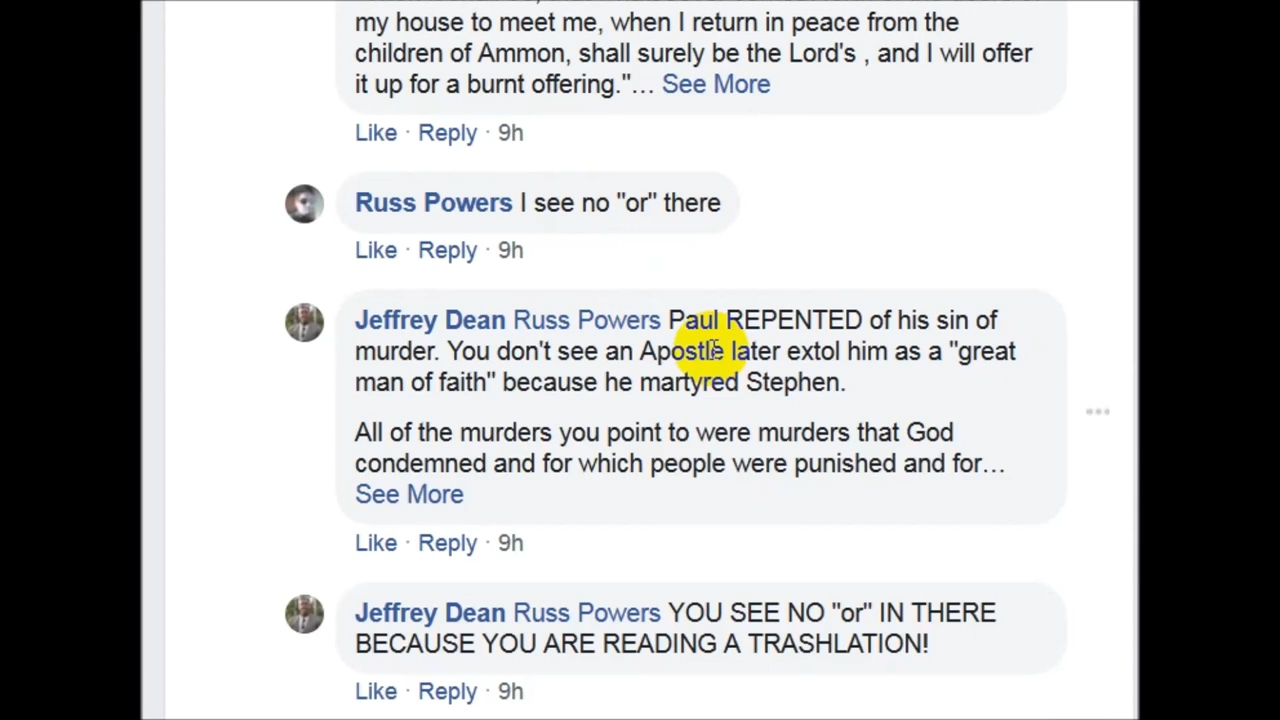 my house to meet me, when I return in peace from the
children of Ammon, shall surely be the Lord's , and I will offer
it up for a burnt offering."... See More
Like · Reply · 9h
Russ Powers I see no "or" there
Like · Reply · 9h
Jeffrey Dean Russ Powers Paul REPENTED of his sin of
murder. You don't see an Apostle later extol him as a "great
man of faith" because he martyred Stephen.
All of the murders you point to were murders that God
condemned and for which people were punished and for...
See More
Like · Reply · 9h
Jeffrey Dean Russ Powers YOU SEE NO "or" IN THERE
BECAUSE YOU ARE READING A TRASHLATION!
Like · Reply · 9h